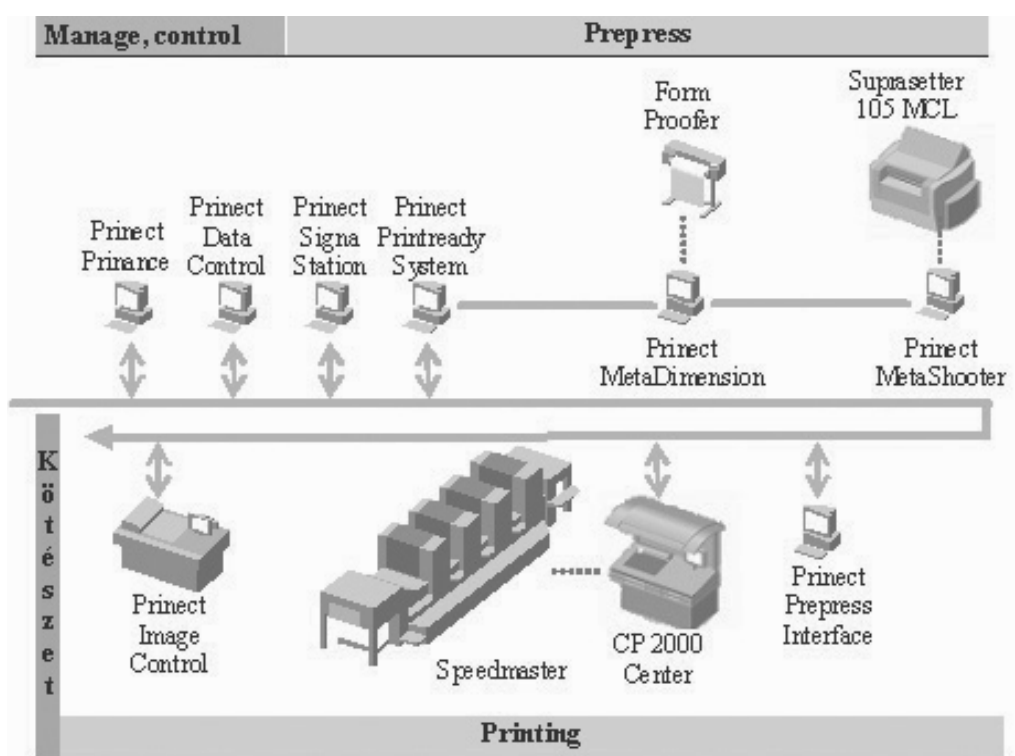 Manage, control
Prepress
Form
Proofer
Suprasetter
105 MCL
Prinect
Prinance
Prinect
Data
Control
Prinect
Signa
Station
Prinect
Printready
System
Prinect
MetaDimension
Prinect
MetaShooter
Kötészet
Prinect
Image
Control
Speedmaster
CP 2000
Center
Prinect
Prepress
Interface
Printing